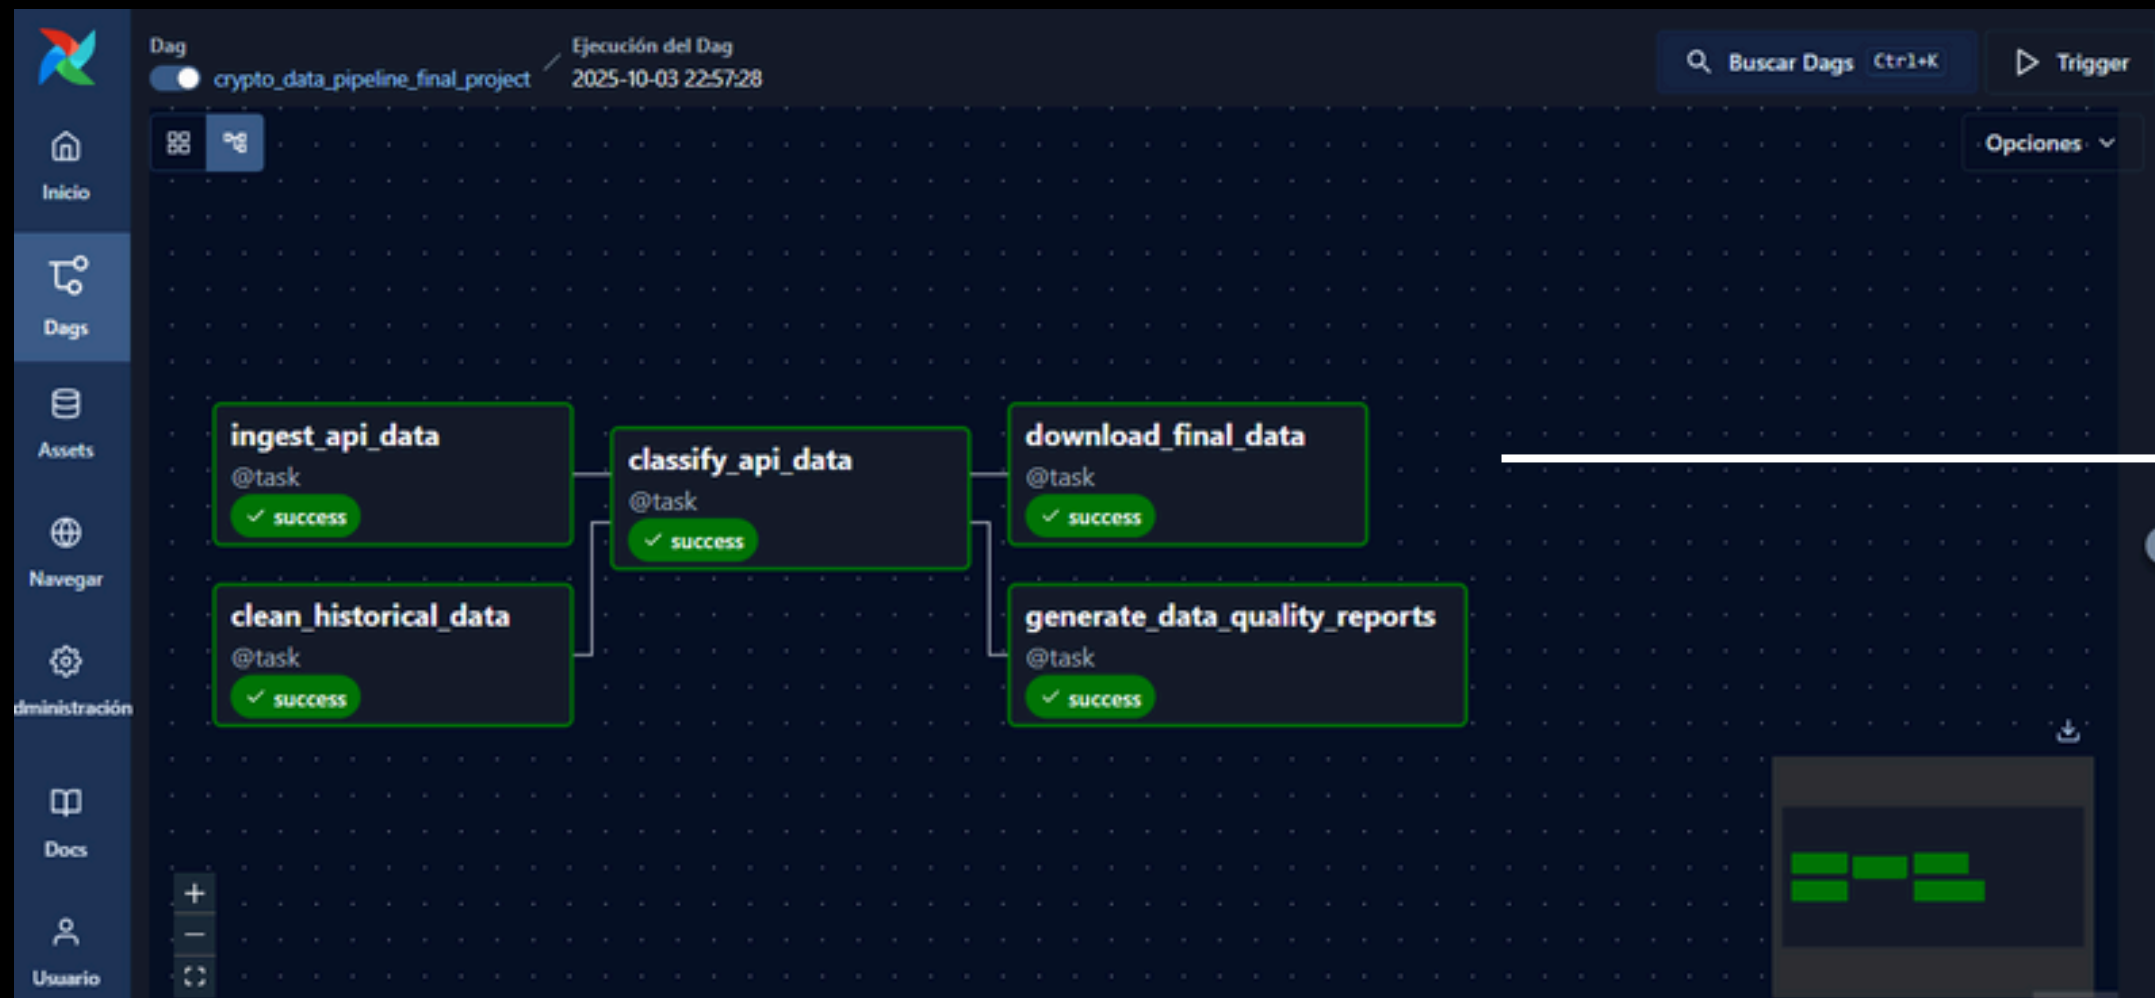 Dag
crypto_data_pipeline_final_project
Ejecución del Dag
2025-10-03 22:57:28
Buscar Dags Ctrl+K
Trigger
Opciones
Inicio
Dags
Assets
Navegar
dministración
Docs
Usuario
ingest_api_data
@task
success
clean_historical_data
@task
success
classify_api_data
@task
success
download_final_data
@task
success
generate_data_quality_reports
@task
success